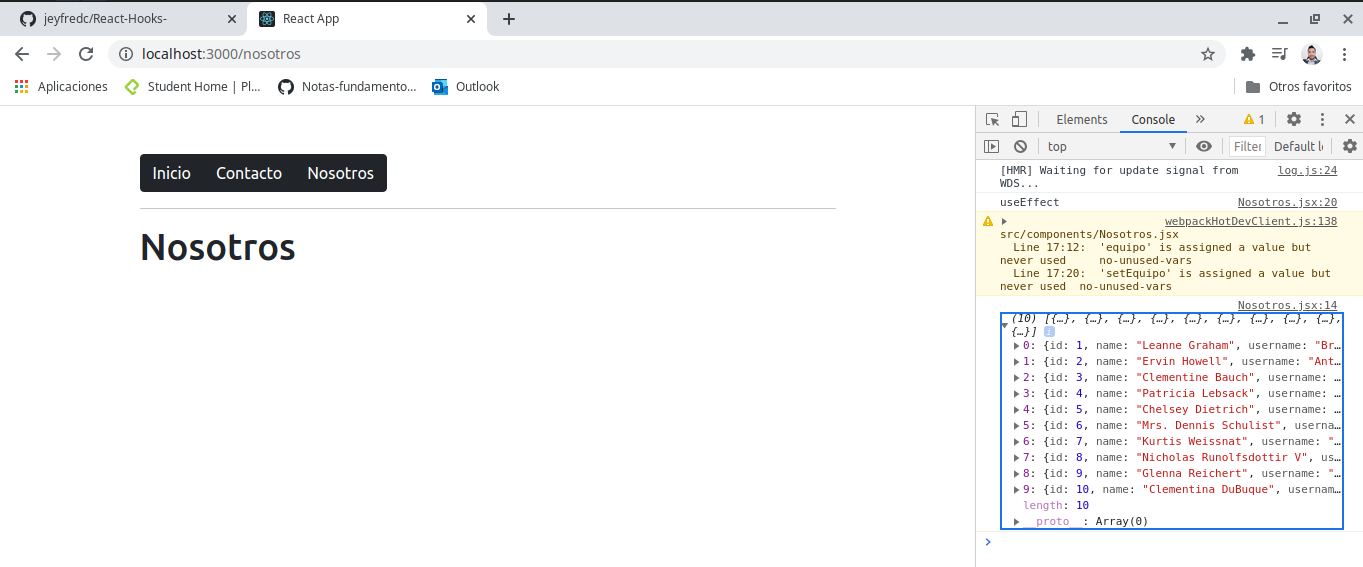 jeyfredc/React-Hooks-
React App
localhost:3000/nosotros
Aplicaciones
Student Home | Pl...
Notas-fundamento...
Outlook
Otros favoritos
Inicio Contacto Nosotros
Nosotros
Elements Console 1
top
Filter
Default l
[HMR] Waiting for update signal from log.js:24
WDS...
useEffect Nosotros.jsx:20
webpackHotDevClient.js:138
src/components/Nosotros.jsx
Line 17:12: 'equipo' is assigned a value but
never used no-unused-vars
Line 17:20: 'setEquipo' is assigned a value but
never used no-unused-vars
Nosotros.jsx:14
(10) [{…}, {…}, {…}, {…}, {…}, {…}, {…}, {…}, {…},
{…}]
0: {id: 1, name: "Leanne Graham", username: "Br…
1: {id: 2, name: "Ervin Howell", username: "Ant…
2: {id: 3, name: "Clementine Bauch", username: …
3: {id: 4, name: "Patricia Lebsack", username: …
4: {id: 5, name: "Chelsey Dietrich", username: …
5: {id: 6, name: "Mrs. Dennis Schulist", userna…
6: {id: 7, name: "Kurtis Weissnat", username: "…
7: {id: 8, name: "Nicholas Runolfsdottir V", us…
8: {id: 9, name: "Glenna Reichert", username: "…
9: {id: 10, name: "Clementina DuBuque", usernam…
length: 10
__proto__: Array(0)